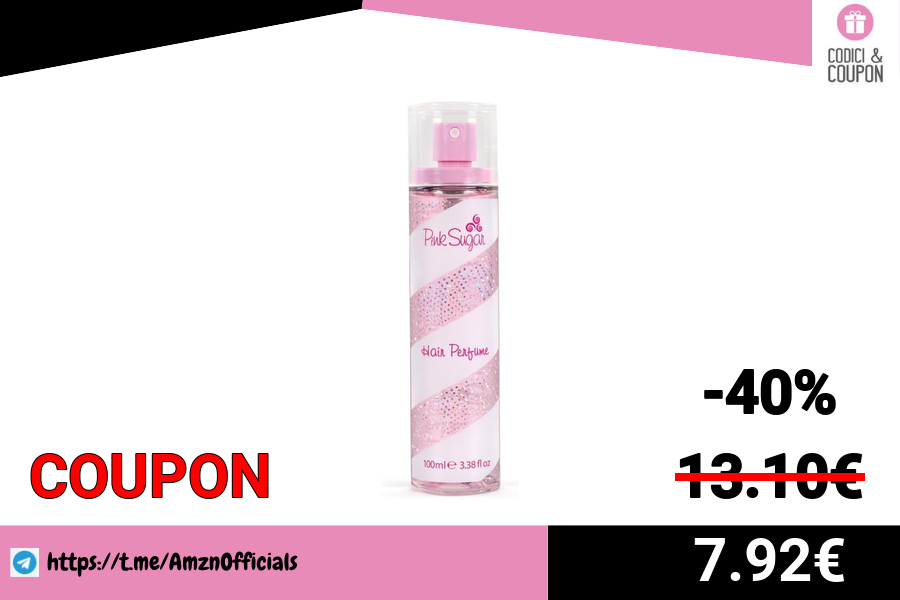 CODICI &
COUPON
Pink Sugar
Hair Perfume
100ml℮ 3.38 fl oz
-40%
COUPON
13.10€
https://t.me/AmznOfficials
7.92€